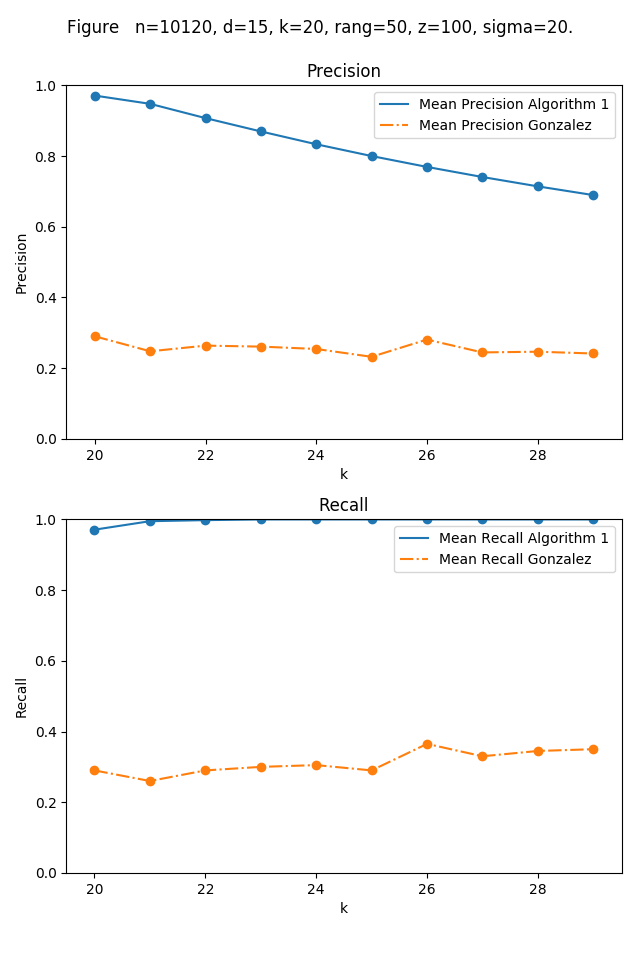 Figure   n=10120, d=15, k=20, rang=50, z=100, sigma=20.
Precision
Mean Precision Algorithm 1
Mean Precision Gonzalez
1.0
0.8
0.6
0.4
0.2
0.0
Precision
20 22 24 26 28
k
Recall
Mean Recall Algorithm 1
Mean Recall Gonzalez
1.0
0.8
0.6
0.4
0.2
0.0
Recall
20 22 24 26 28
k